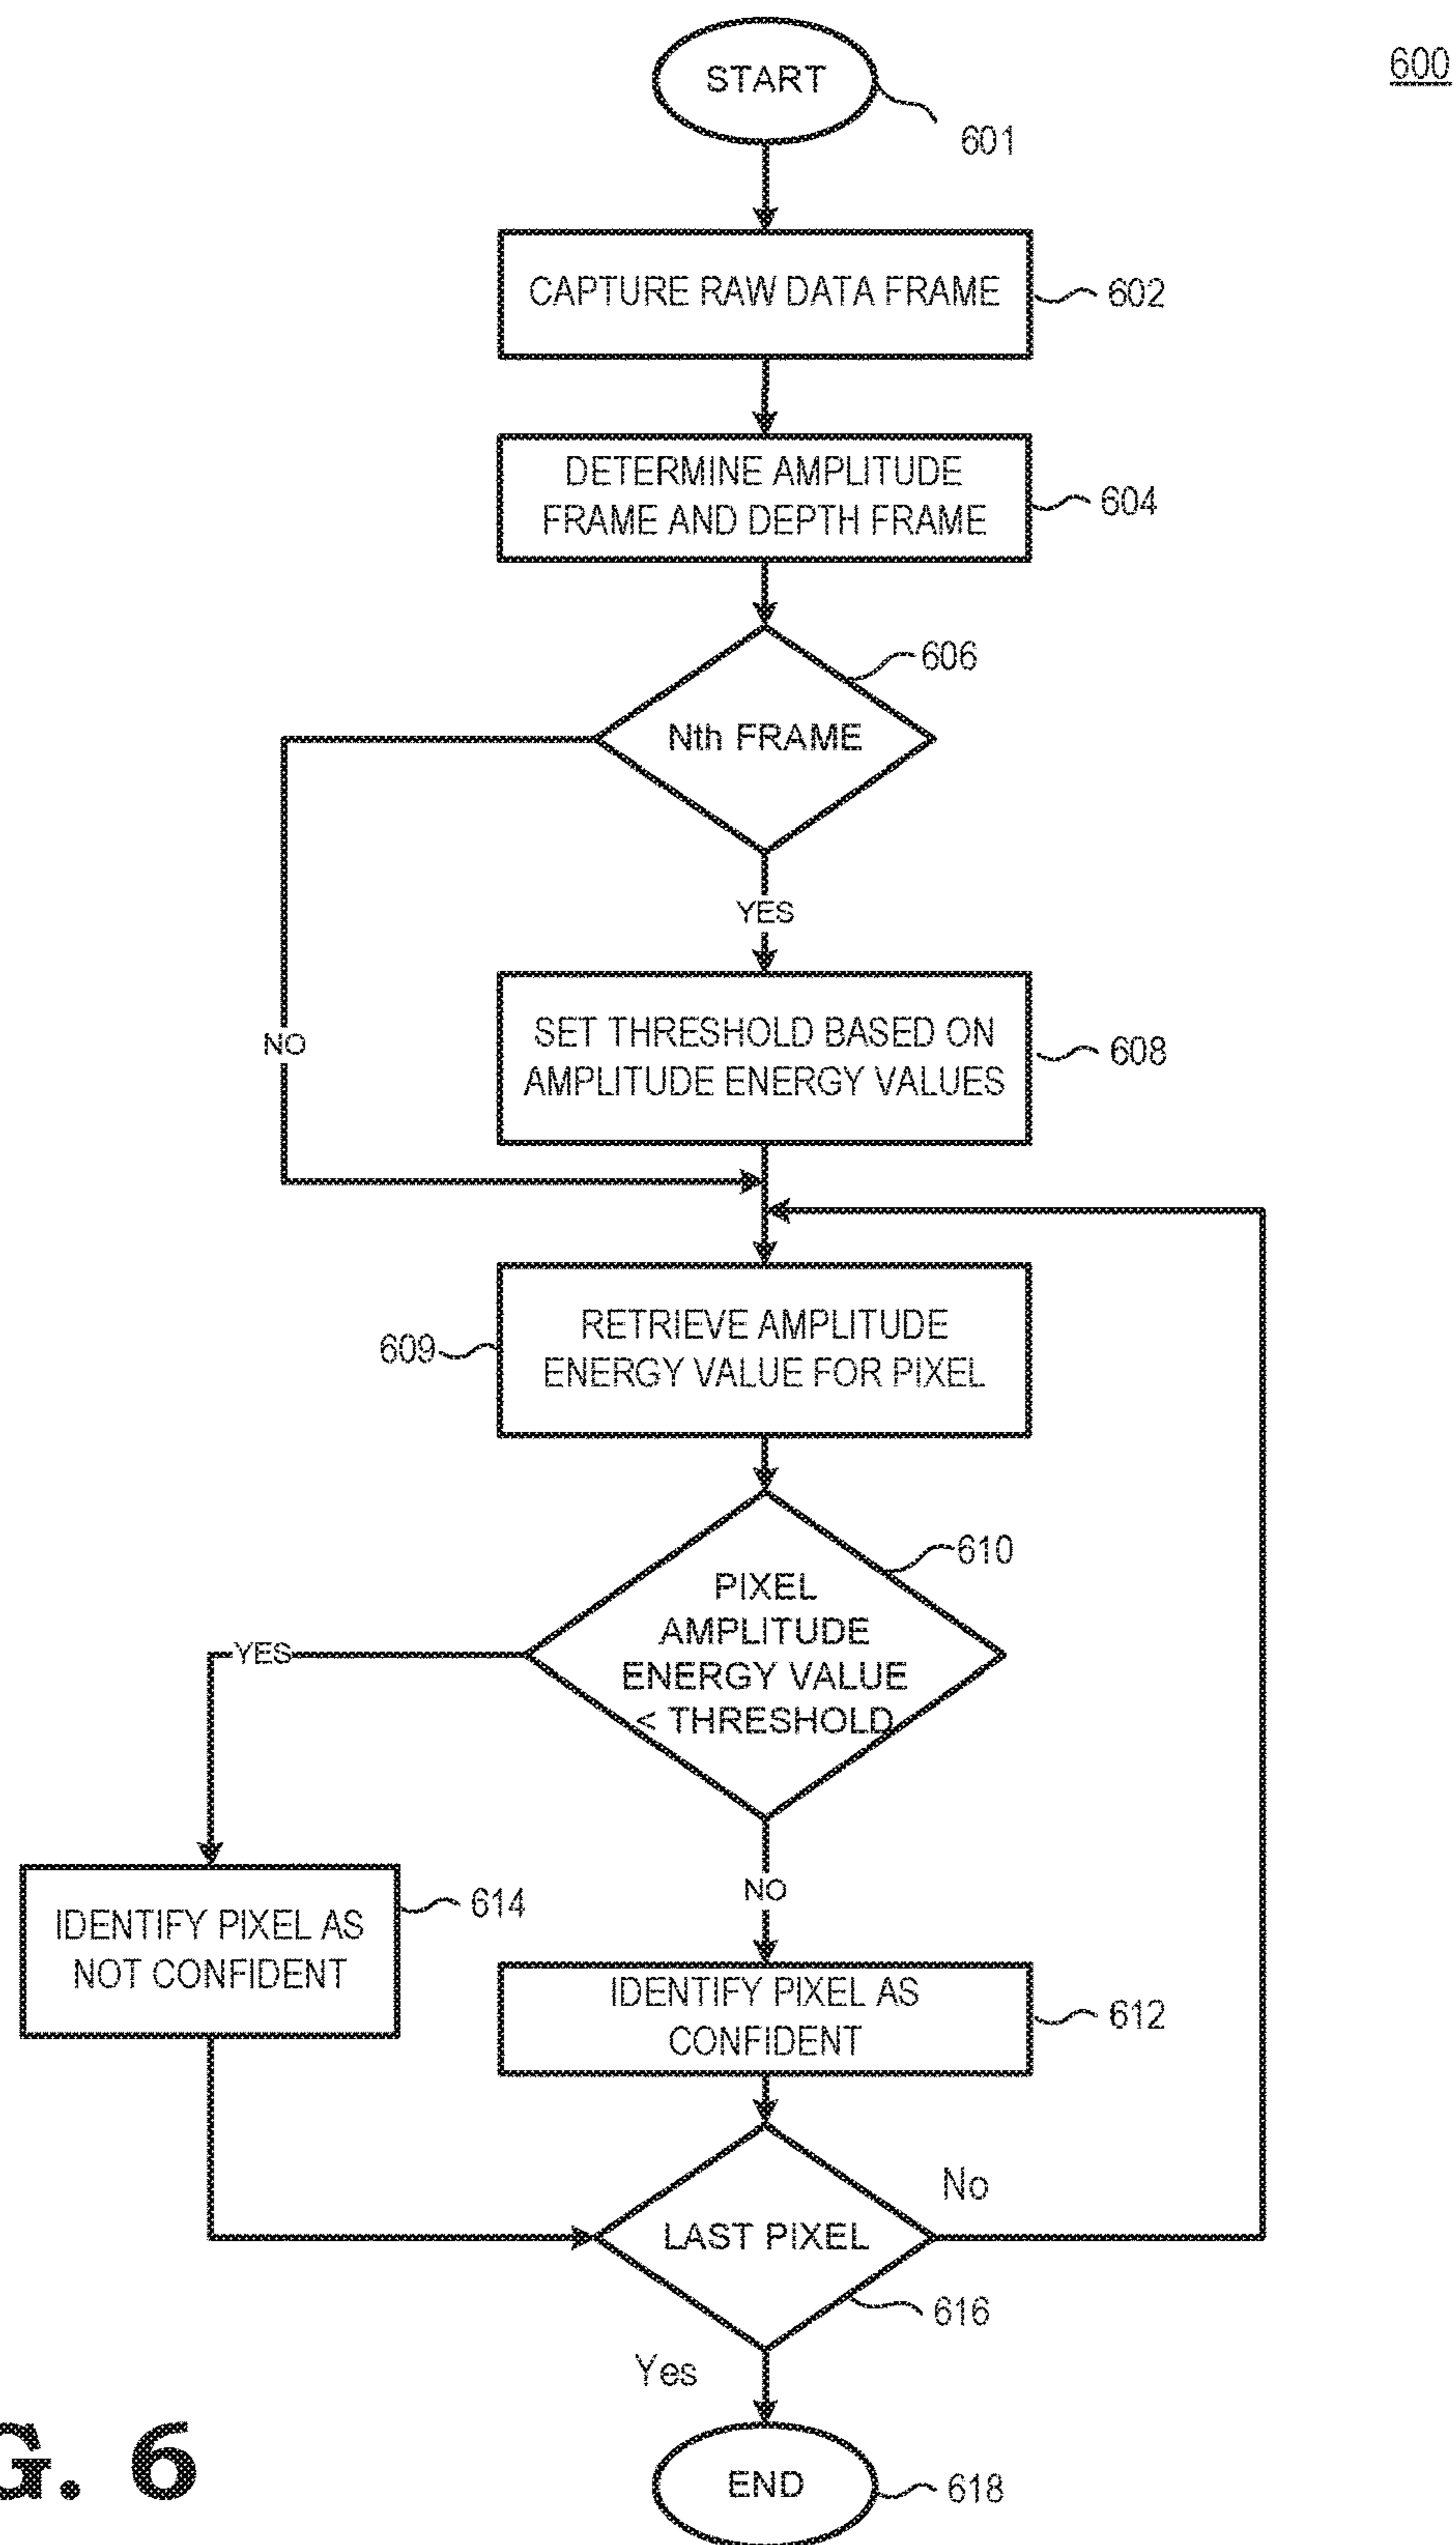 600
START
601
CAPTURE RAW DATA FRAME
602
DETERMINE AMPLITUDE
FRAME AND DEPTH FRAME
604
606
Nth FRAME
YES
NO
SET THRESHOLD BASED ON
AMPLITUDE ENERGY VALUES
608
609
RETRIEVE AMPLITUDE
ENERGY VALUE FOR PIXEL
610
PIXEL
AMPLITUDE
ENERGY VALUE
< THRESHOLD
YES
NO
IDENTIFY PIXEL AS
NOT CONFIDENT
614
IDENTIFY PIXEL AS
CONFIDENT
612
No
LAST PIXEL
616
Yes
G. 6
END
618